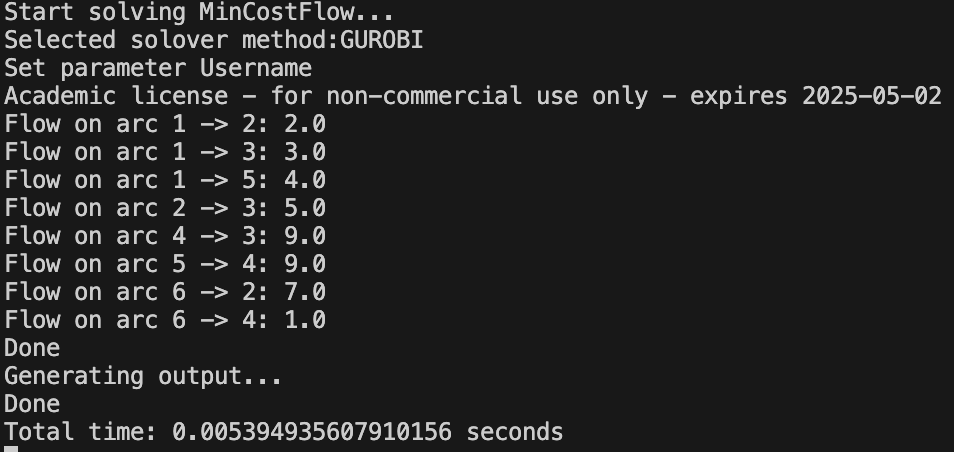 Start solving MinCostFlow...
Selected solover method:GUROBI
Set parameter Username
Academic license - for non-commercial use only - expires 2025-05-02
Flow on arc 1 -> 2: 2.0
Flow on arc 1 -> 3: 3.0
Flow on arc 1 -> 5: 4.0
Flow on arc 2 -> 3: 5.0
Flow on arc 4 -> 3: 9.0
Flow on arc 5 -> 4: 9.0
Flow on arc 6 -> 2: 7.0
Flow on arc 6 -> 4: 1.0
Done
Generating output...
Done
Total time: 0.005394935607910156 seconds